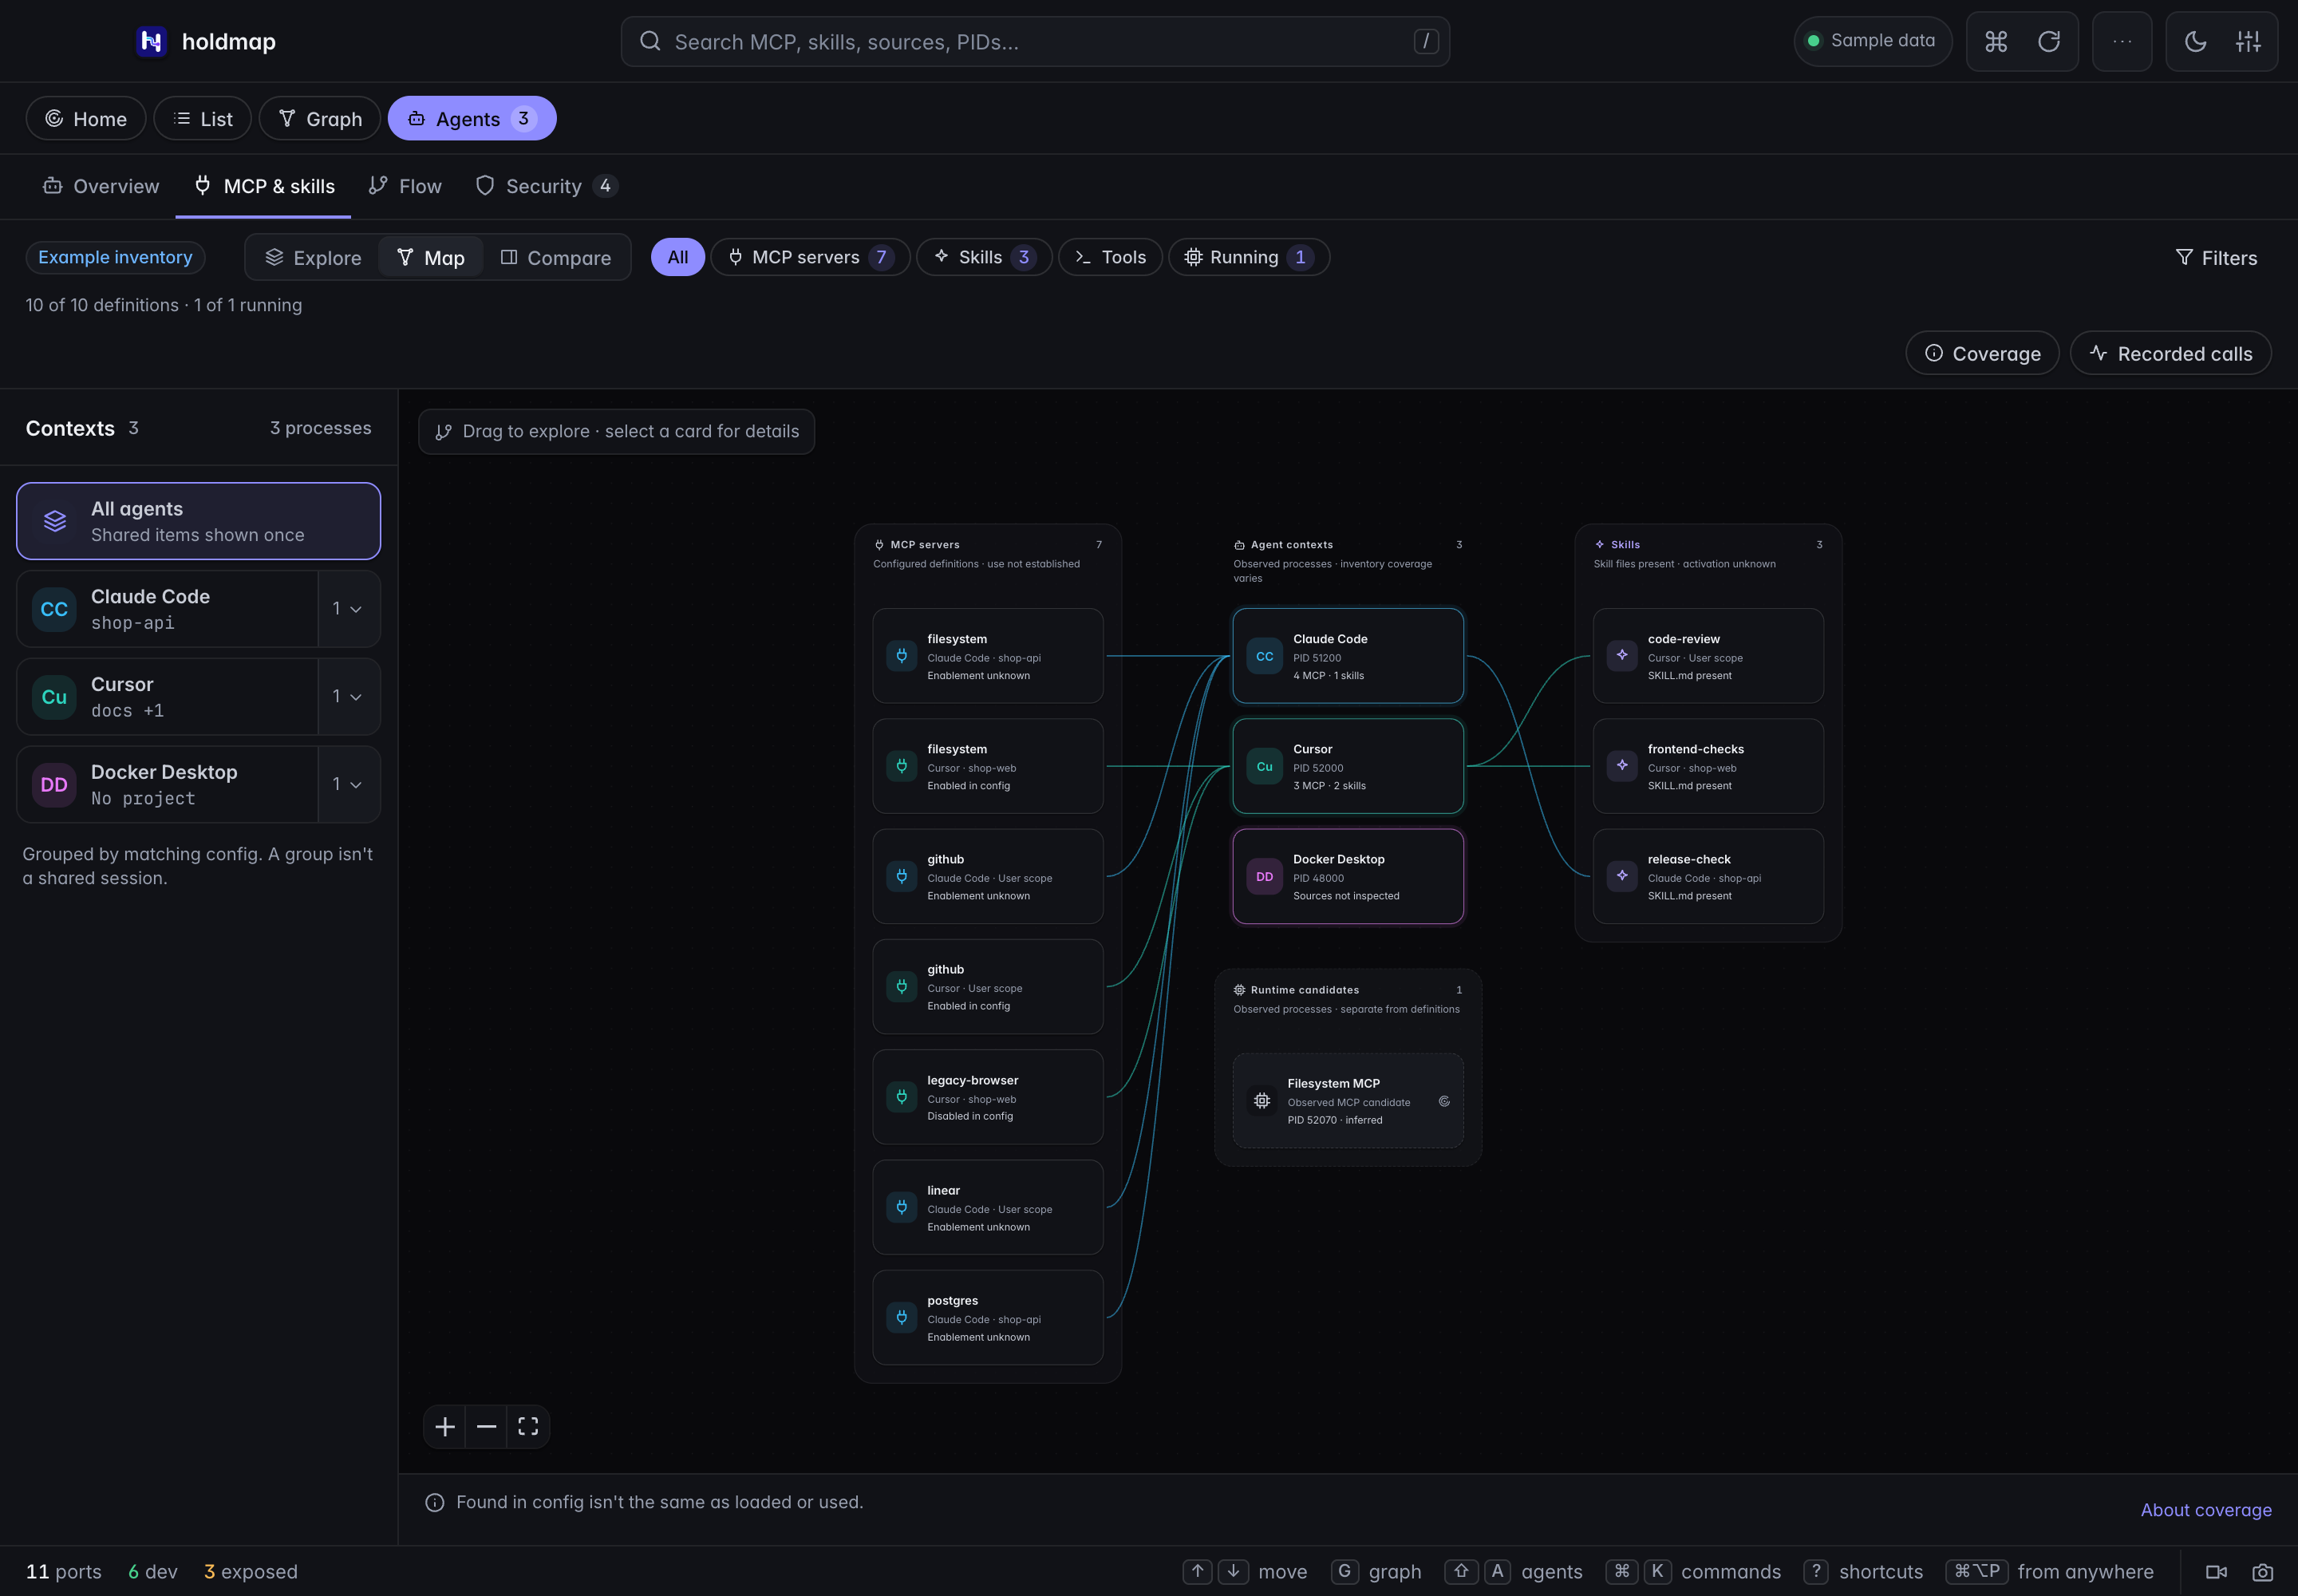 holdmap
Search MCP, skills, sources, PIDs...
/
Sample data
Home
List
Graph
Agents 3
Overview
MCP & skills
Flow
Security 4
Example inventory
Explore
Map
Compare
All
MCP servers 7
Skills 3
Tools
Running 1
Filters
10 of 10 definitions · 1 of 1 running
Coverage
Recorded calls
Contexts 3
3 processes
All agents
Shared items shown once
CC
Claude Code
shop-api
1
Cu
Cursor
docs +1
1
DD
Docker Desktop
No project
1
Grouped by matching config. A group isn't
a shared session.
Drag to explore · select a card for details
MCP servers 7
Configured definitions · use not established
filesystem
Claude Code · shop-api
Enablement unknown
filesystem
Cursor · shop-web
Enabled in config
github
Claude Code · User scope
Enablement unknown
github
Cursor · User scope
Enabled in config
legacy-browser
Cursor · shop-web
Disabled in config
linear
Claude Code · User scope
Enablement unknown
postgres
Claude Code · shop-api
Enablement unknown
Agent contexts 3
Observed processes · inventory coverage
varies
CC
Claude Code
PID 51200
4 MCP · 1 skills
Cu
Cursor
PID 52000
3 MCP · 2 skills
DD
Docker Desktop
PID 48000
Sources not inspected
Runtime candidates 1
Observed processes · separate from definitions
Filesystem MCP
Observed MCP candidate
PID 52070 · inferred
Skills 3
Skill files present · activation unknown
code-review
Cursor · User scope
SKILL.md present
frontend-checks
Cursor · shop-web
SKILL.md present
release-check
Claude Code · shop-api
SKILL.md present
Found in config isn't the same as loaded or used.
About coverage
11 ports
6 dev
3 exposed
↑ ↓ move
G graph
⇧ A agents
⌘ K commands
? shortcuts
⌘⌥P from anywhere